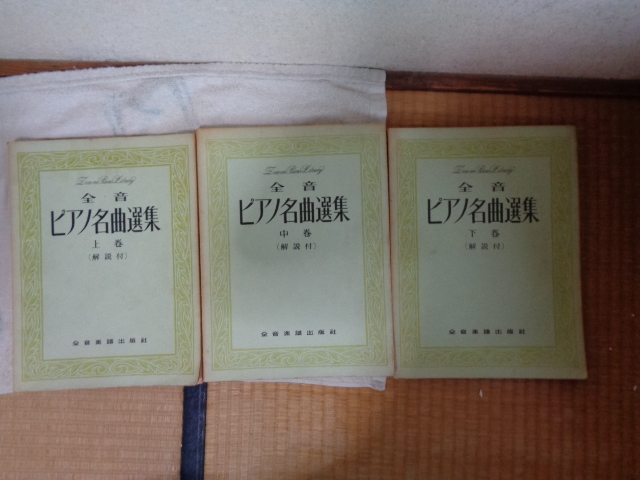 Zen-on Piano Library
全音
ピアノ名曲選集
上巻
(解説付)
全音楽譜出版社
Zen-on Piano Library
全音
ピアノ名曲選集
中巻
(解説付)
全音楽譜出版社
Zen-on Piano Library
全音
ピアノ名曲選集
下巻
(解説付)
全音楽譜出版社